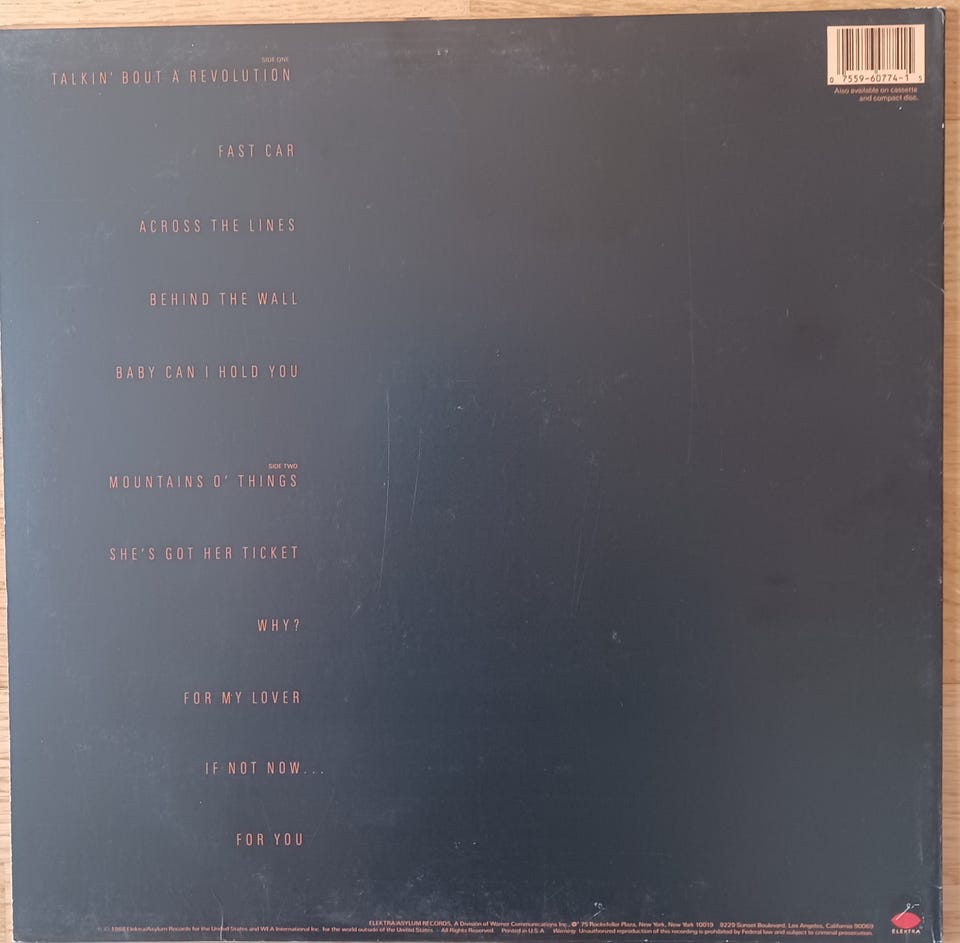 SIDE ONE
TALKIN' BOUT A REVOLUTION
FAST CAR
ACROSS THE LINES
BEHIND THE WALL
BABY CAN I HOLD YOU
SIDE TWO
MOUNTAINS O' THINGS
SHE'S GOT HER TICKET
WHY?
FOR MY LOVER
IF NOT NOW...
FOR YOU
0 7559-60774-1 5
Also available on cassette
and compact disc.
ELEKTRA
ELEKTRA/ASYLUM RECORDS, A Division of Warner Communications Inc., 75 Rockefeller Plaza, New York, New York 10019 9229 Sunset Boulevard, Los Angeles, California 90069
© 1988 Elektra/Asylum Records for the United States and WEA International Inc. for the world outside of the United States. All Rights Reserved. Printed in U.S.A. Warning: Unauthorized reproduction of this recording is prohibited by Federal law and subject to criminal prosecution.